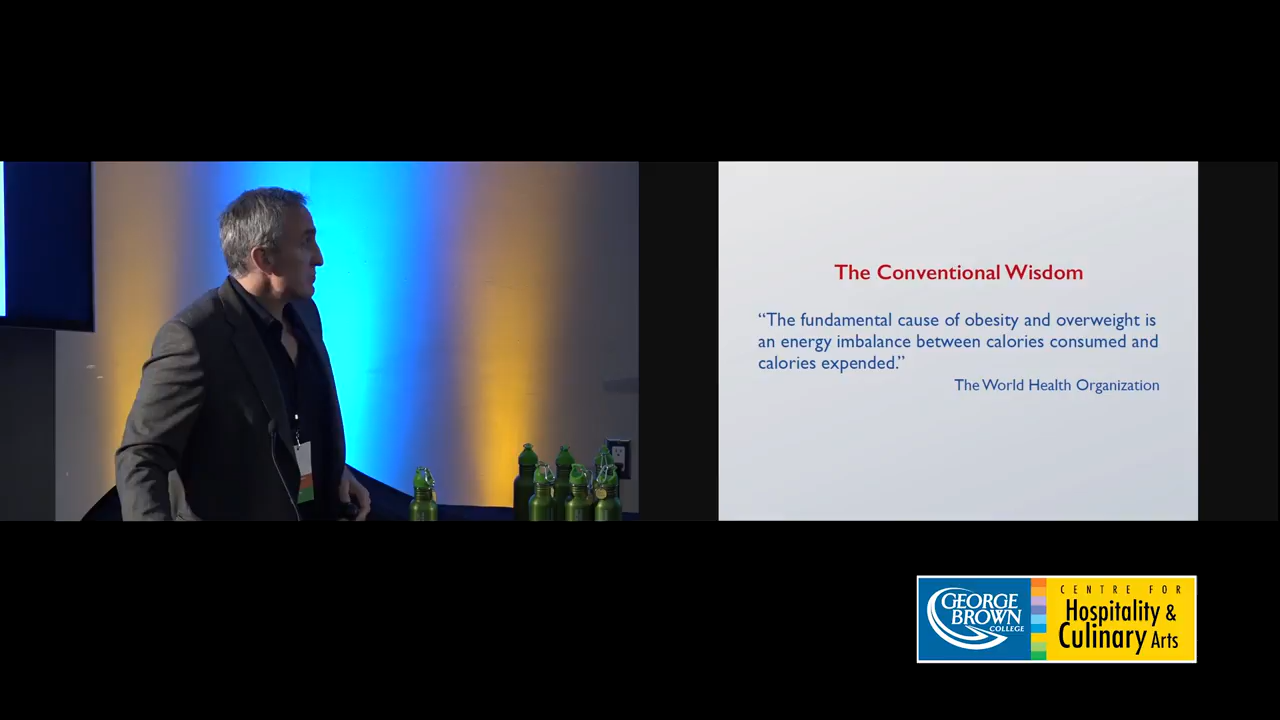 The Conventional Wisdom
“The fundamental cause of obesity and overweight is
an energy imbalance between calories consumed and
calories expended.”
The World Health Organization
GEORGE
BROWN
COLLEGE
CENTRE FOR
Hospitality &
Culinary Arts